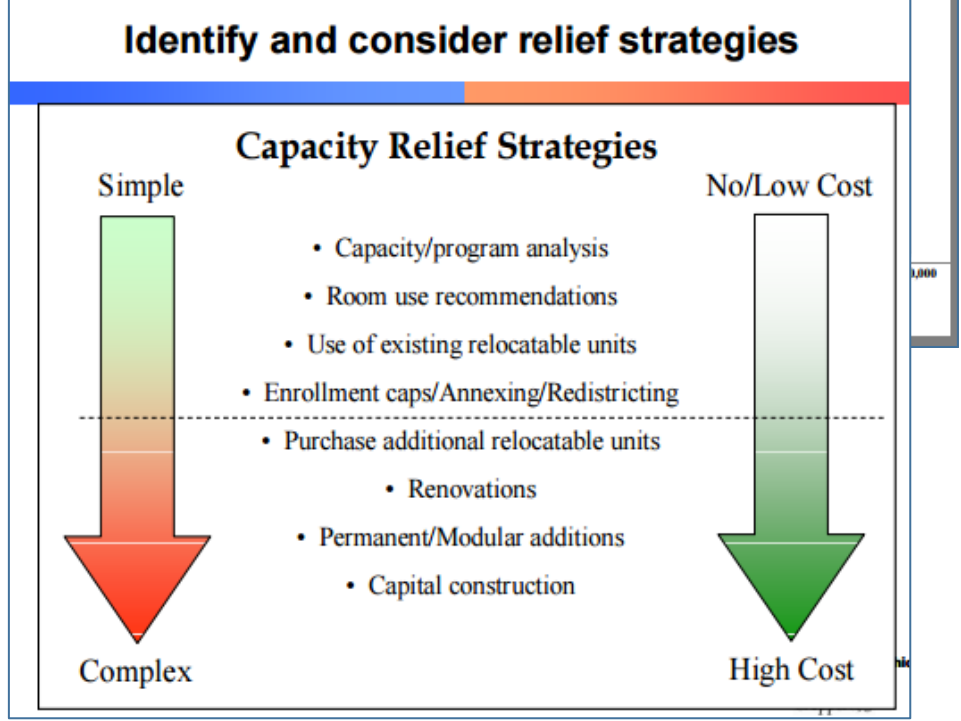 Identify and consider relief strategies
Capacity Relief Strategies
Simple
No/Low Cost
• Capacity/program analysis
• Room use recommendations
• Use of existing relocatable units
• Enrollment caps/Annexing/Redistricting
• Purchase additional relocatable units
• Renovations
• Permanent/Modular additions
• Capital construction
Complex
High Cost